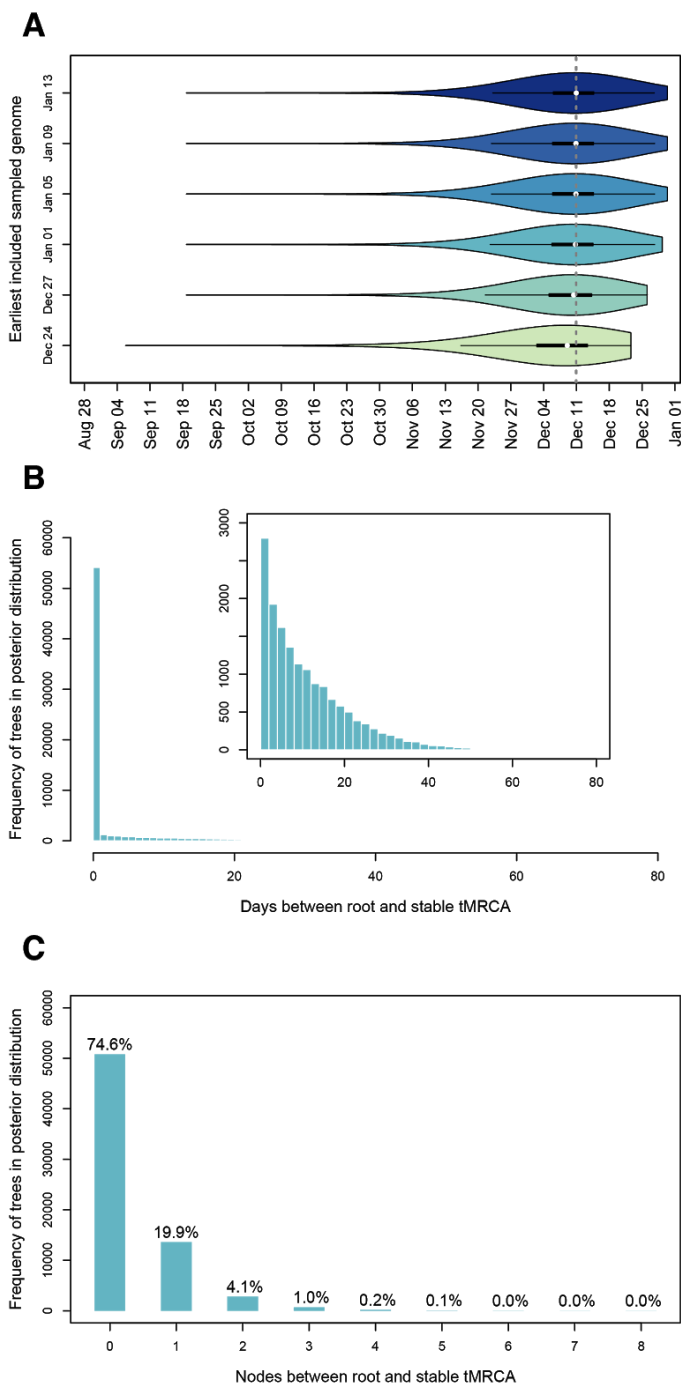 A
Earliest included sampled genome
Jan 13
Jan 09
Jan 05
Jan 01
Dec 27
Dec 24
Aug 28
Sep 04
Sep 11
Sep 18
Sep 25
Oct 02
Oct 09
Oct 16
Oct 23
Oct 30
Nov 06
Nov 13
Nov 20
Nov 27
Dec 04
Dec 11
Dec 18
Dec 25
Jan 01
B
Frequency of trees in posterior distribution
60000
50000
40000
30000
20000
10000
0
3000
2000
1000
500
0
0 20 40 60 80
0 20 40 60 80
Days between root and stable tMRCA
C
Frequency of trees in posterior distribution
60000
50000
40000
30000
20000
10000
0
74.6%
19.9%
4.1%
1.0%
0.2%
0.1%
0.0%
0.0%
0.0%
0 1 2 3 4 5 6 7 8
Nodes between root and stable tMRCA